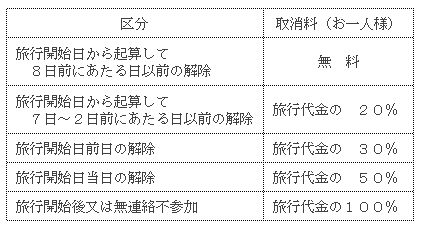 区分 取消料（お一人様）
旅行開始日から起算して
８日前にあたる日以前の解除 無　料
旅行開始日から起算して
７日～２日前にあたる日以前の解除 旅行代金の　２０％
旅行開始日前日の解除 旅行代金の　３０％
旅行開始日当日の解除 旅行代金の　５０％
旅行開始後又は無連絡不参加 旅行代金の１００％